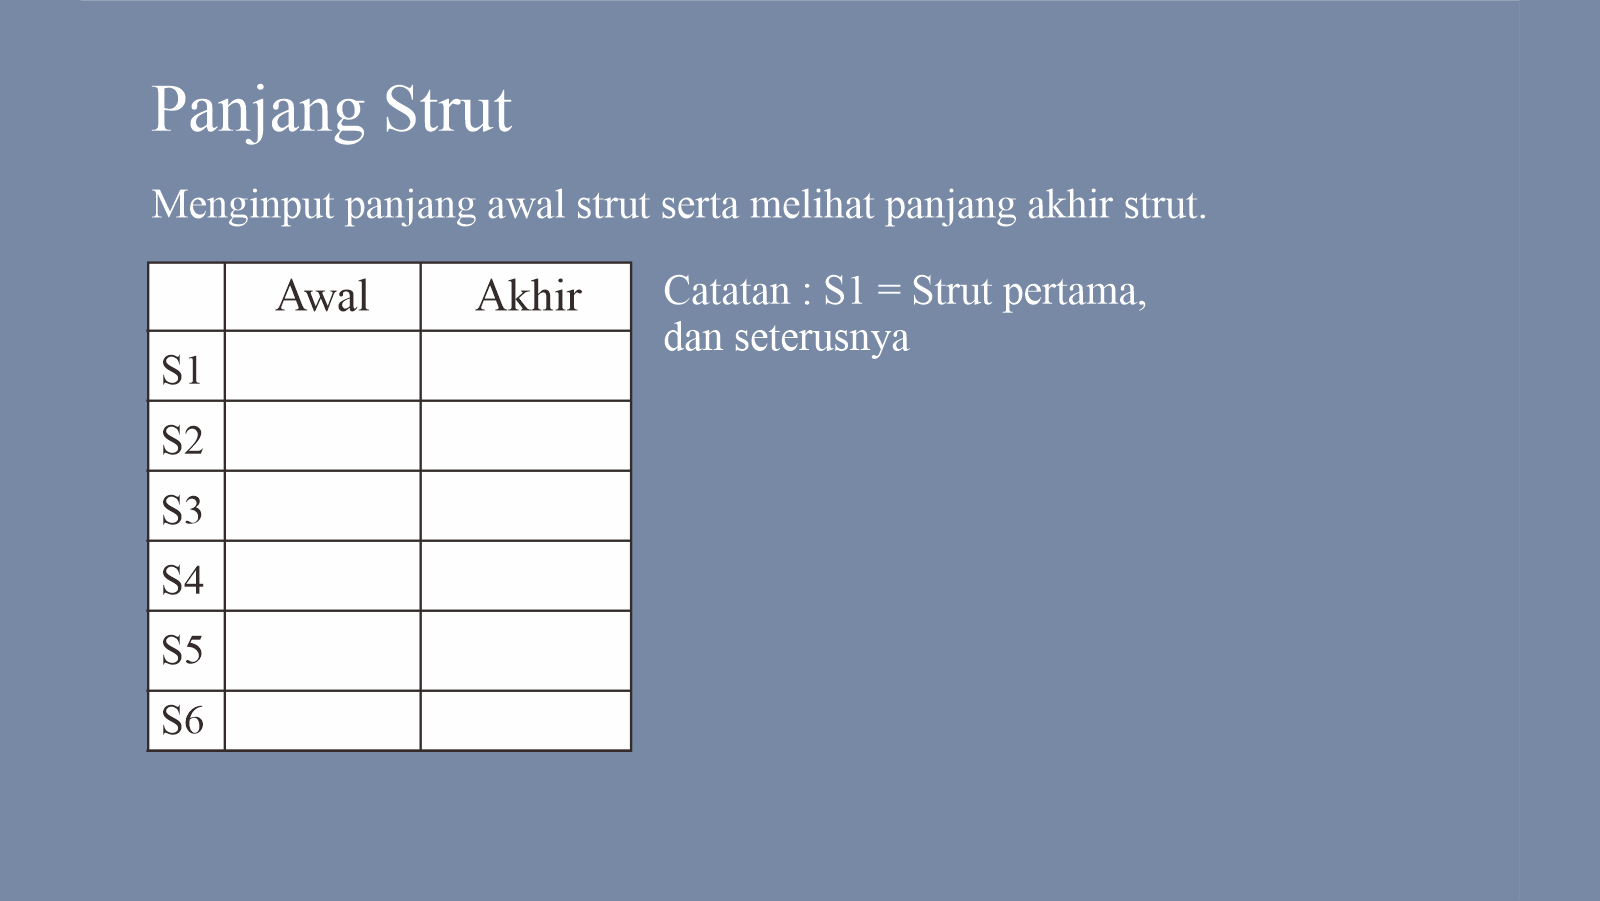 Panjang Strut
Menginput panjang awal strut serta melihat panjang akhir strut.
Awal Akhir
S1
S2
S3
S4
S5
S6
Catatan : S1 = Strut pertama,
dan seterusnya